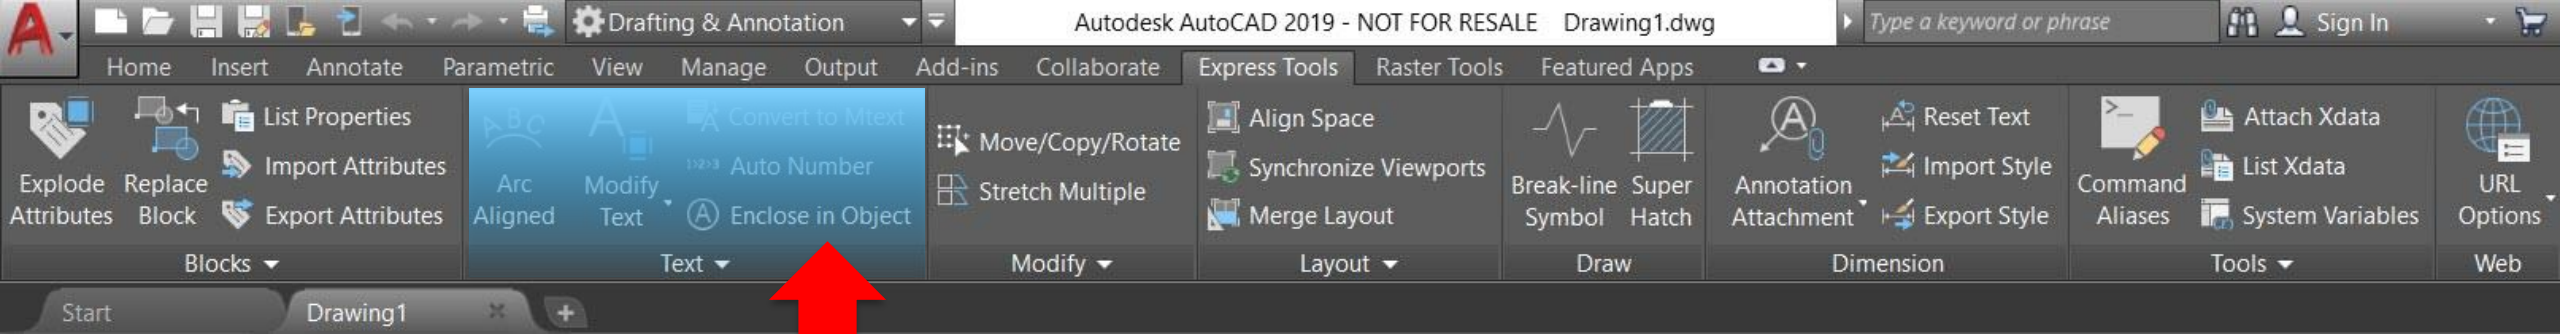 Drafting & Annotation
Autodesk AutoCAD 2019 - NOT FOR RESALE Drawing1.dwg
Type a keyword or phrase
Sign In
Home Insert Annotate Parametric View Manage Output Add-ins Collaborate Express Tools Raster Tools Featured Apps
Explode
Attributes
Replace
Block
List Properties
Import Attributes
Export Attributes
Blocks
ABC
Arc
Aligned
A
Modify
Text
Convert to Mtext
1>2>3 Auto Number
A Enclose in Object
Text
Move/Copy/Rotate
Stretch Multiple
Modify
Align Space
Synchronize Viewports
Merge Layout
Layout
Break-line
Symbol
Super
Hatch
Draw
A
Annotation
Attachment
A Reset Text
Import Style
Export Style
Dimension
>_
Command
Aliases
Attach Xdata
List Xdata
System Variables
Tools
URL
Options
Web
Start
Drawing1